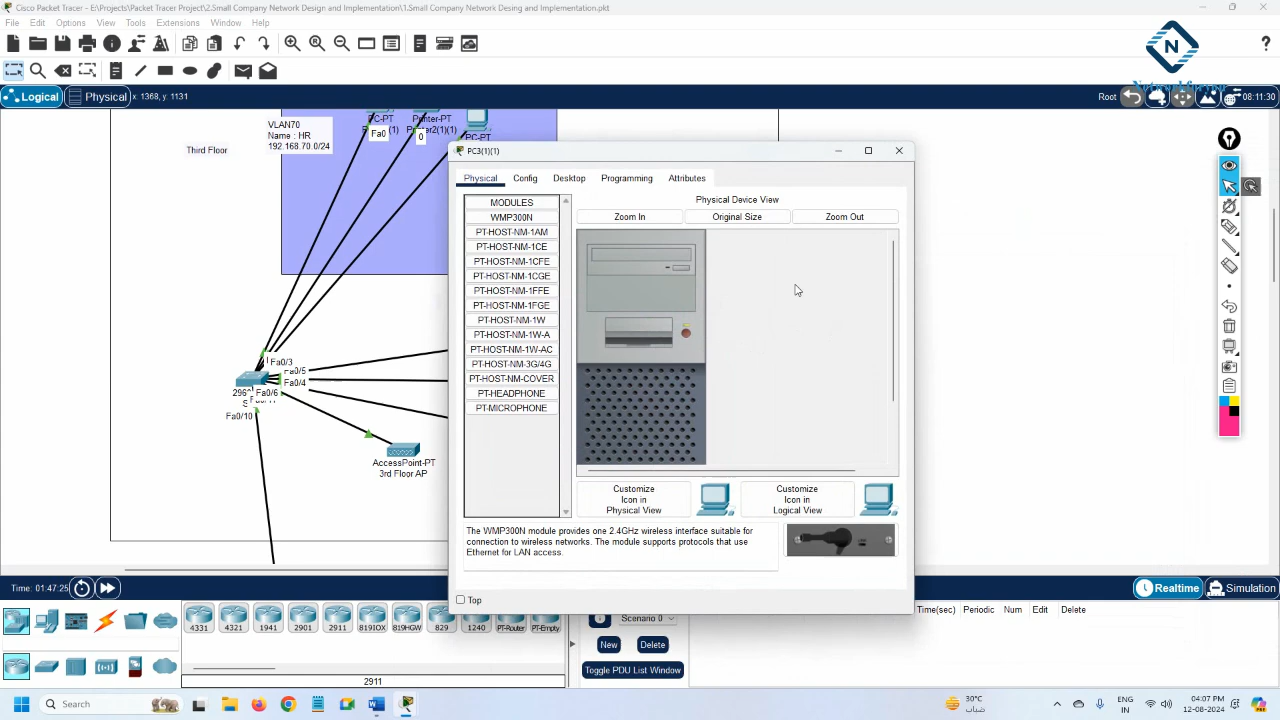 Cisco Packet Tracer - E:\Projects\Packet Tracer Project\2.Small Company Network Design and Implementation\1.Small Company Network Desing and Implementation.pkt
File Edit Options View Tools Extensions Window Help
N
Logical Physical x: 1368, y: 1131 Root 08:11:30
VLAN70
Name : HR
192.168.70.0/24
Third Floor
PC-PT
Fa0
(1)
Printer-PT
0
PC-PT
Fa0/3
Fa0/5
Fa0/4
Fa0/6
Fa0/10
AccessPoint-PT
3rd Floor AP
PC3(1)(1)
Physical Config Desktop Programming Attributes
MODULES
WMP300N
PT-HOST-NM-1AM
PT-HOST-NM-1CE
PT-HOST-NM-1CFE
PT-HOST-NM-1CGE
PT-HOST-NM-1FFE
PT-HOST-NM-1FGE
PT-HOST-NM-1W
PT-HOST-NM-1W-A
PT-HOST-NM-1W-AC
PT-HOST-NM-3G/4G
PT-HOST-NM-COVER
PT-HEADPHONE
PT-MICROPHONE
Physical Device View
Zoom In Original Size Zoom Out
Customize
Icon in
Physical View
Customize
Icon in
Logical View
The WMP300N module provides one 2.4GHz wireless interface suitable for
connection to wireless networks. The module supports protocols that use
Ethernet for LAN access.
Top
Time: 01:47:25 Realtime Simulation
4331 4321 1941 2901 2911 819IOX 819HGW 829 1240 PT-Router PT-Empty
2911
Scenario 0
New Delete
Toggle PDU List Window
Time(sec) Periodic Num Edit Delete
Search
30°C
ضباب
ENG
IN
04:07 PM
12-08-2024